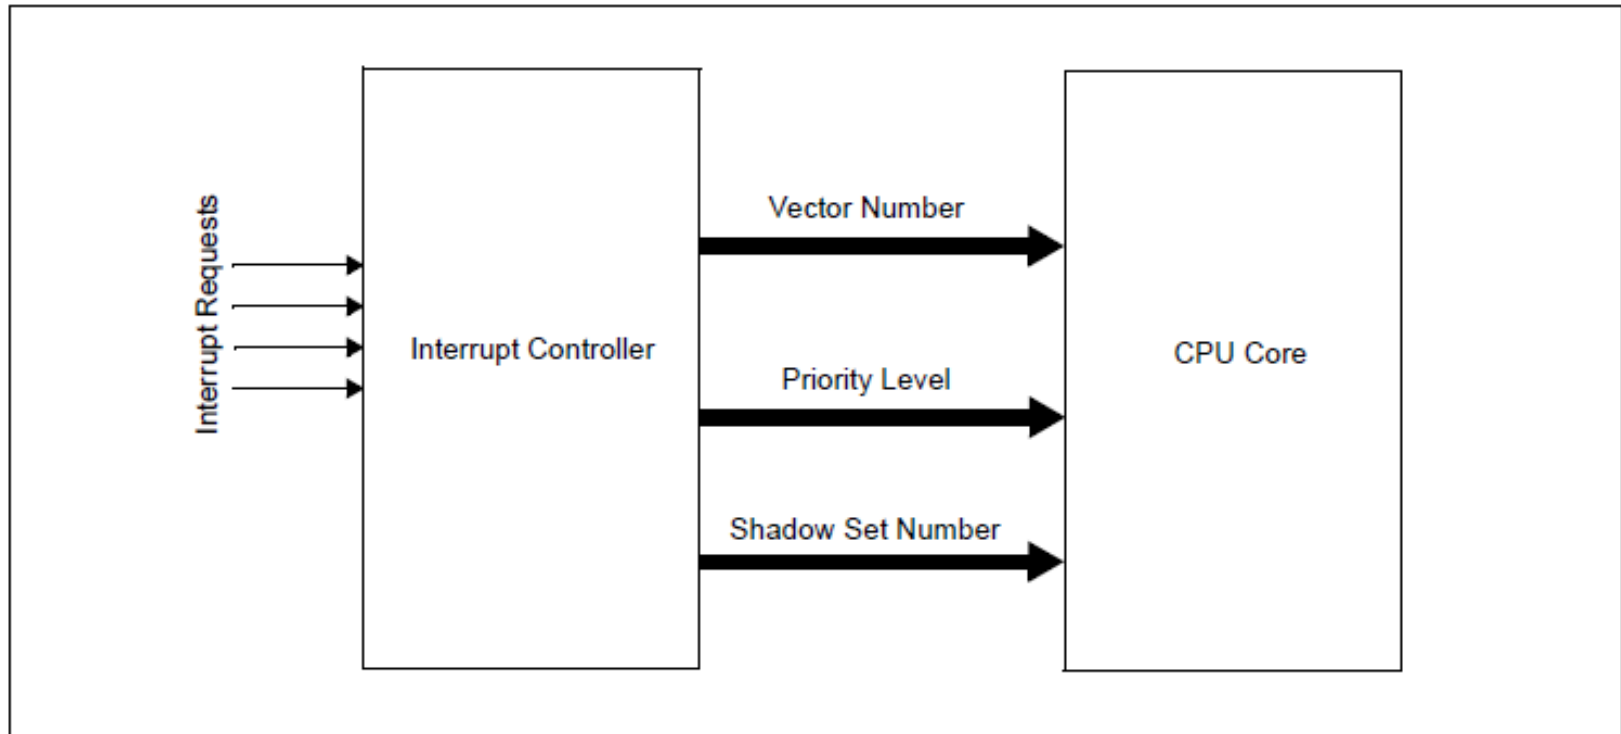 Interrupt Requests
Interrupt Controller
Vector Number
Priority Level
Shadow Set Number
CPU Core